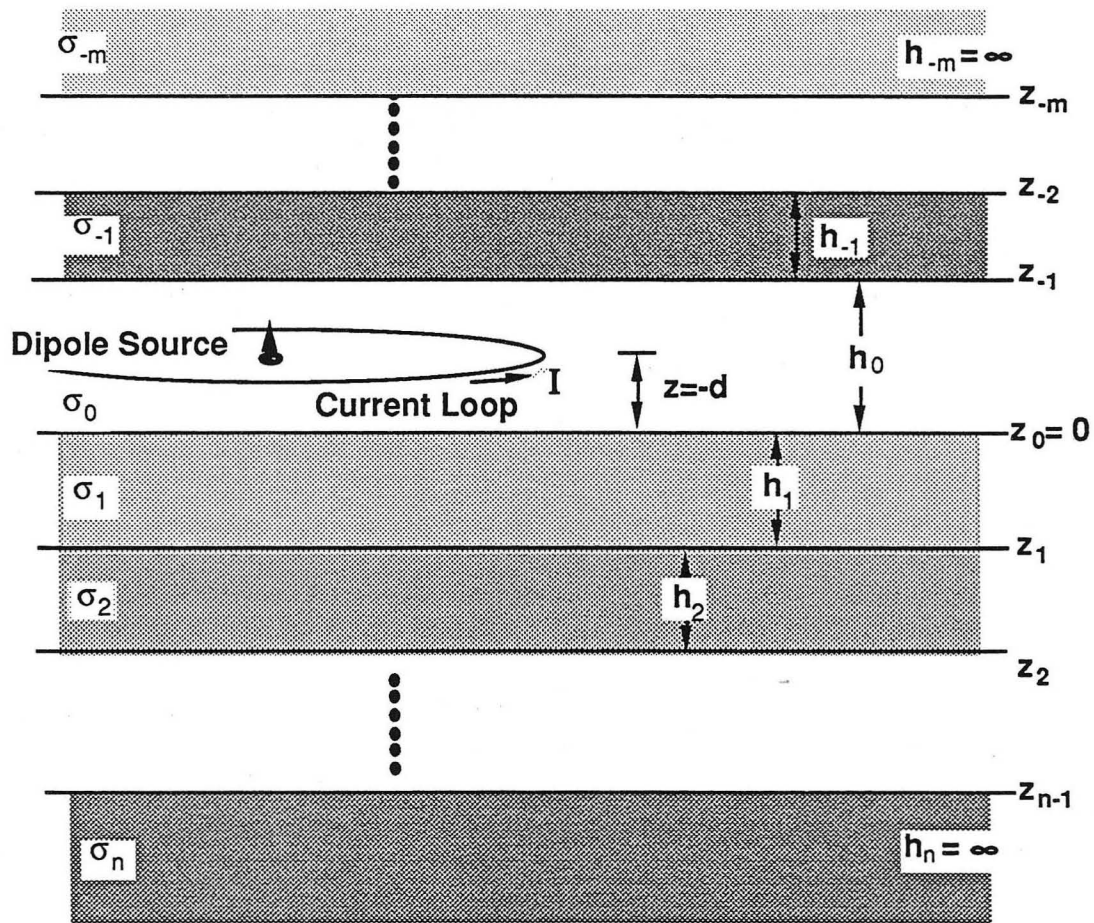 σ-m
h-m = ∞
z-m
z-2
σ-1
h-1
z-1
Dipole Source
h0
I
z=-d
σ0
Current Loop
z0= 0
σ1
h1
z1
σ2
h2
z2
zn-1
σn
hn = ∞